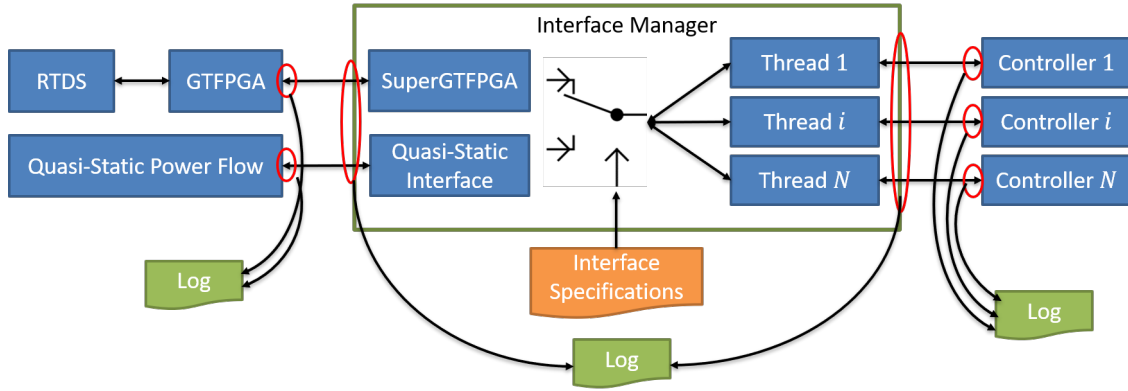 Interface Manager
RTDS
GTFPGA
SuperGTFPGA
Quasi-Static Power Flow
Quasi-Static
Interface
Thread 1
Thread i
Thread N
Controller 1
Controller i
Controller N
Log
Interface
Specifications
Log
Log